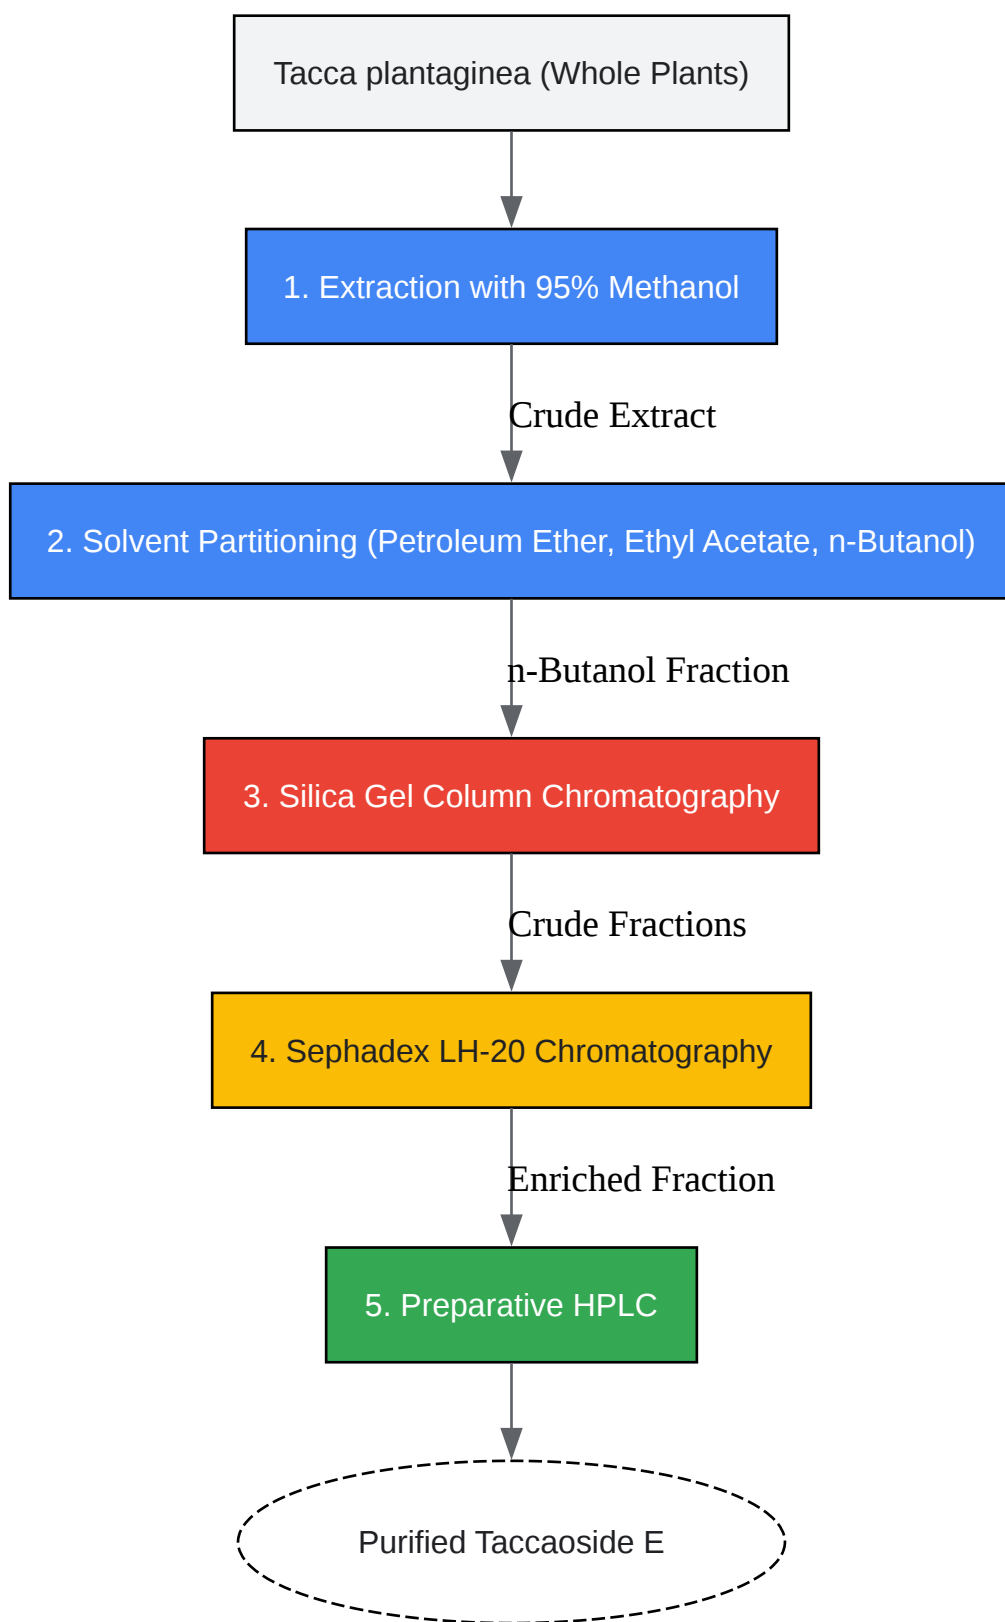 Tacca plantaginea (Whole Plants)
1. Extraction with 95% Methanol
Crude Extract
2. Solvent Partitioning (Petroleum Ether, Ethyl Acetate, n-Butanol)
n-Butanol Fraction
3. Silica Gel Column Chromatography
Crude Fractions
4. Sephadex LH-20 Chromatography
Enriched Fraction
5. Preparative HPLC
Purified Taccaoside E